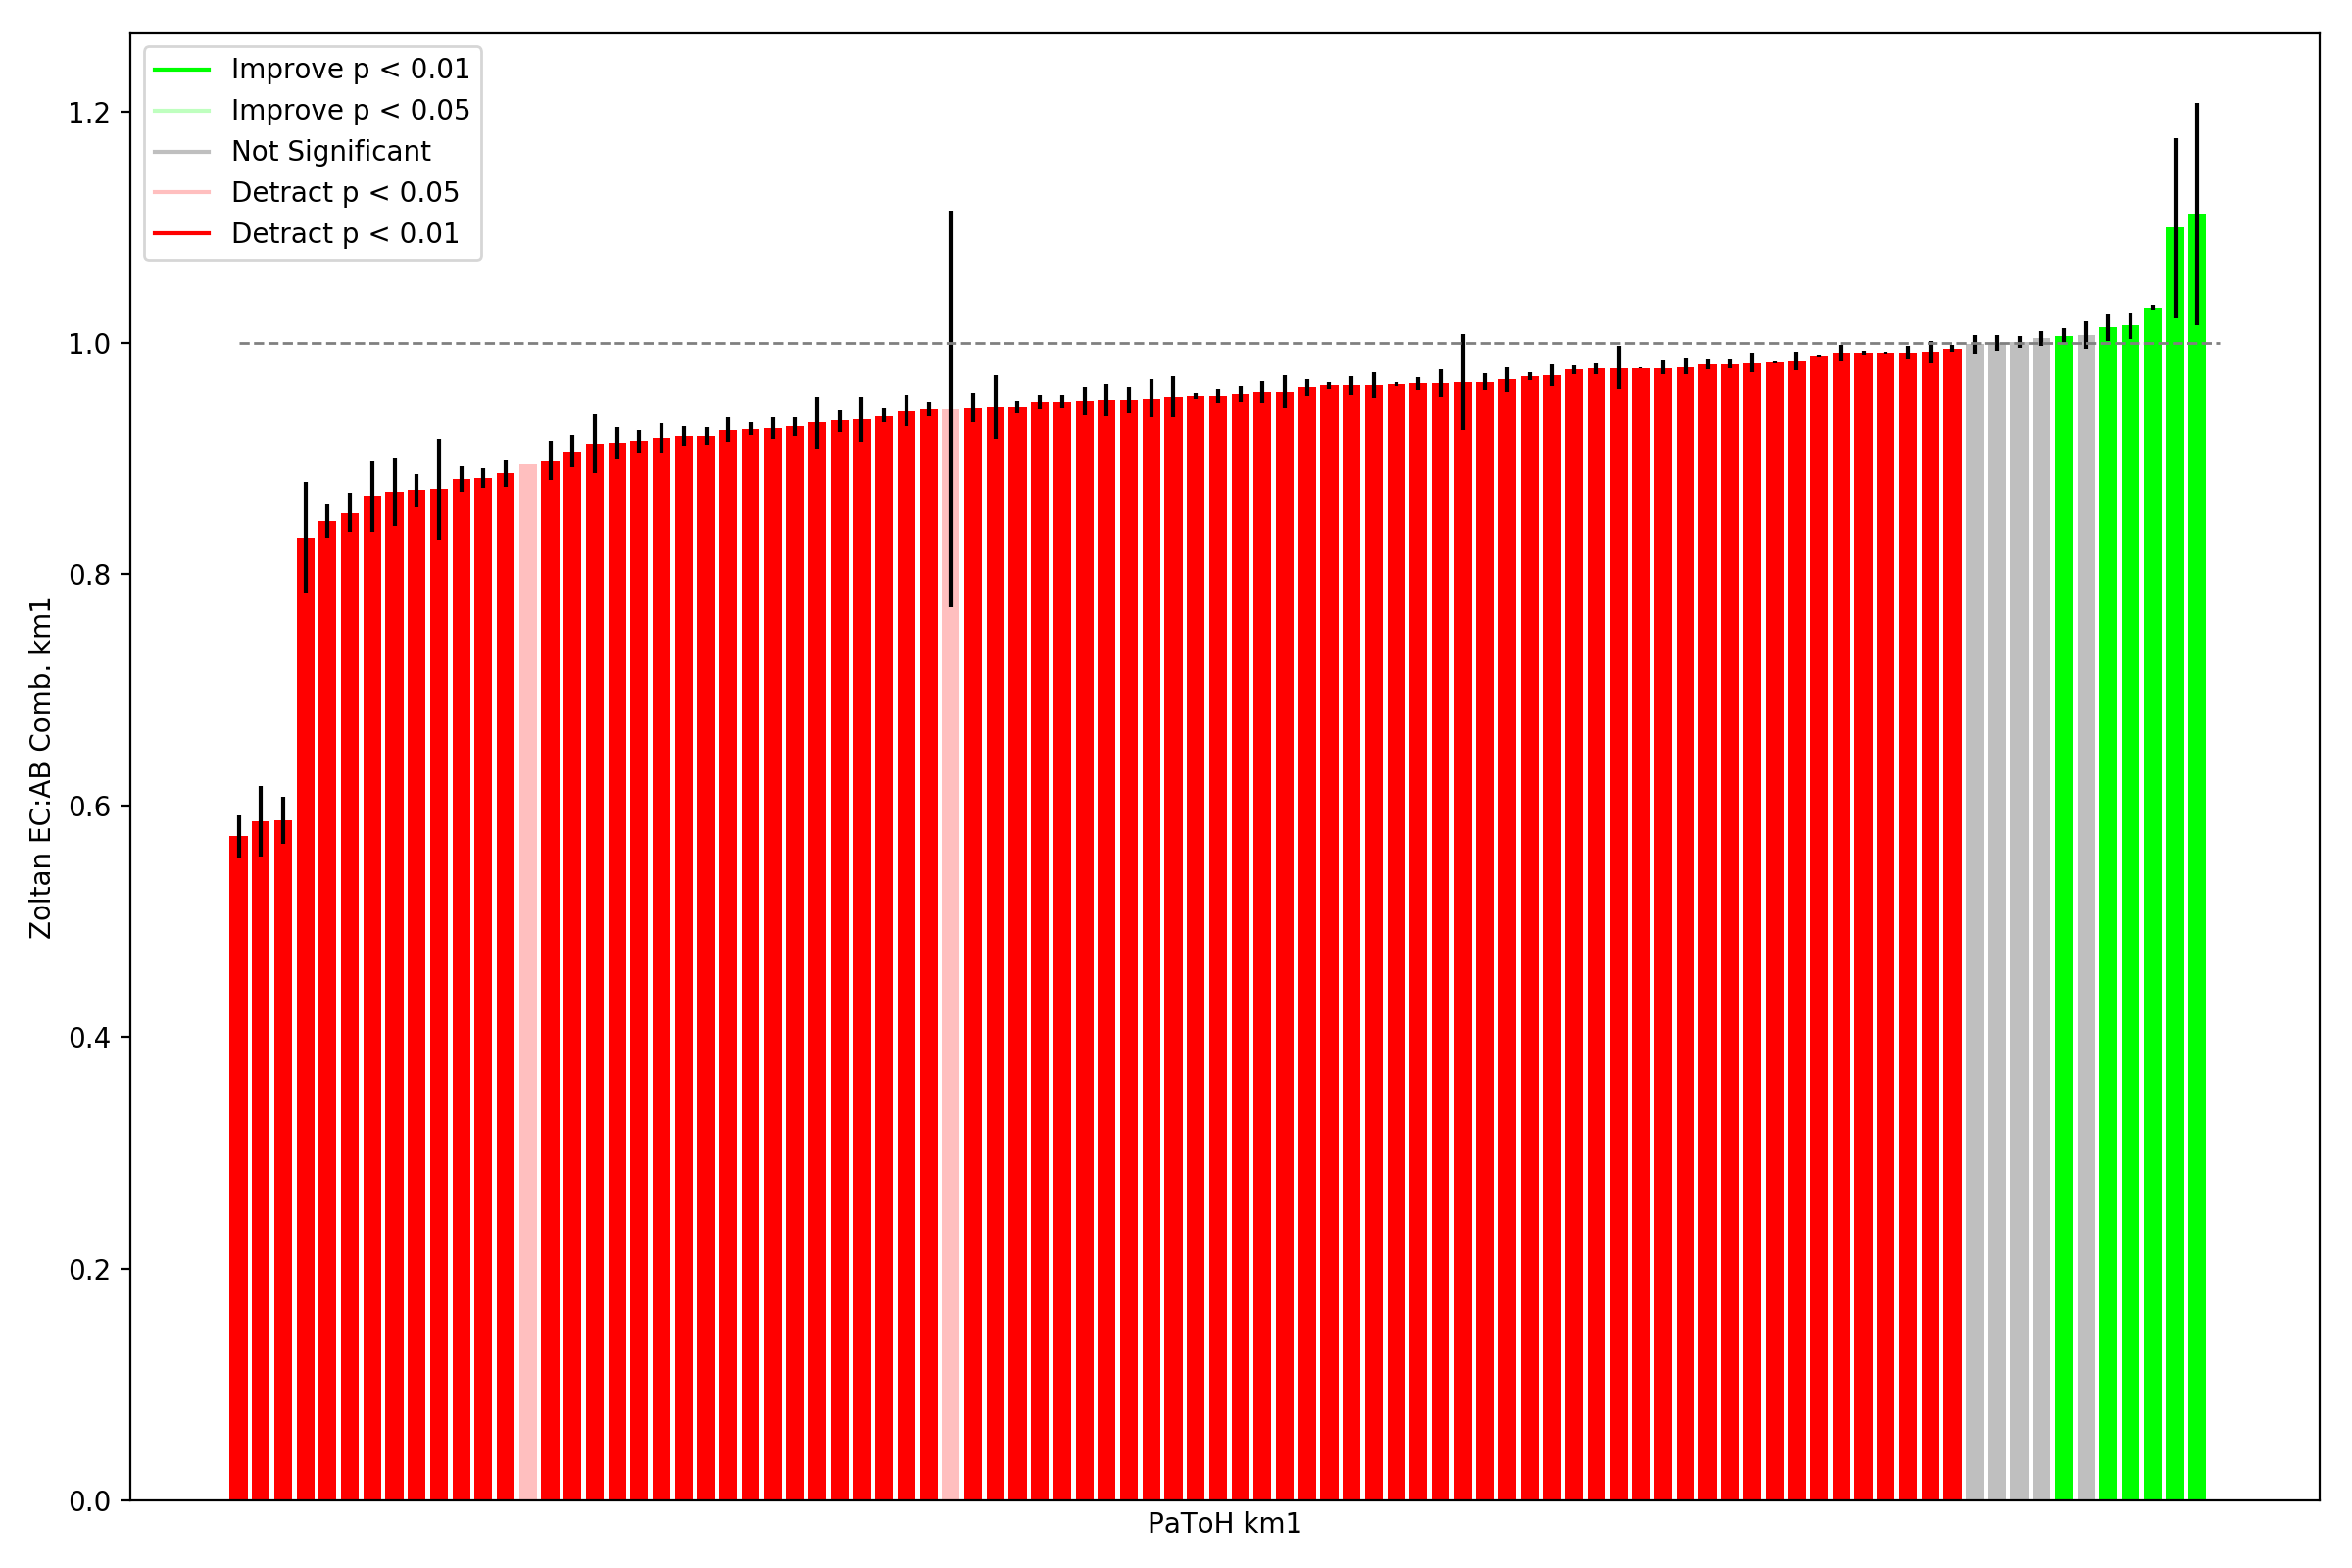 Improve p < 0.01
Improve p < 0.05
Not Significant
Detract p < 0.05
Detract p < 0.01
1.2
1.0
0.8
0.6
0.4
0.2
0.0
Zoltan EC:AB Comb. km1
PaToH km1